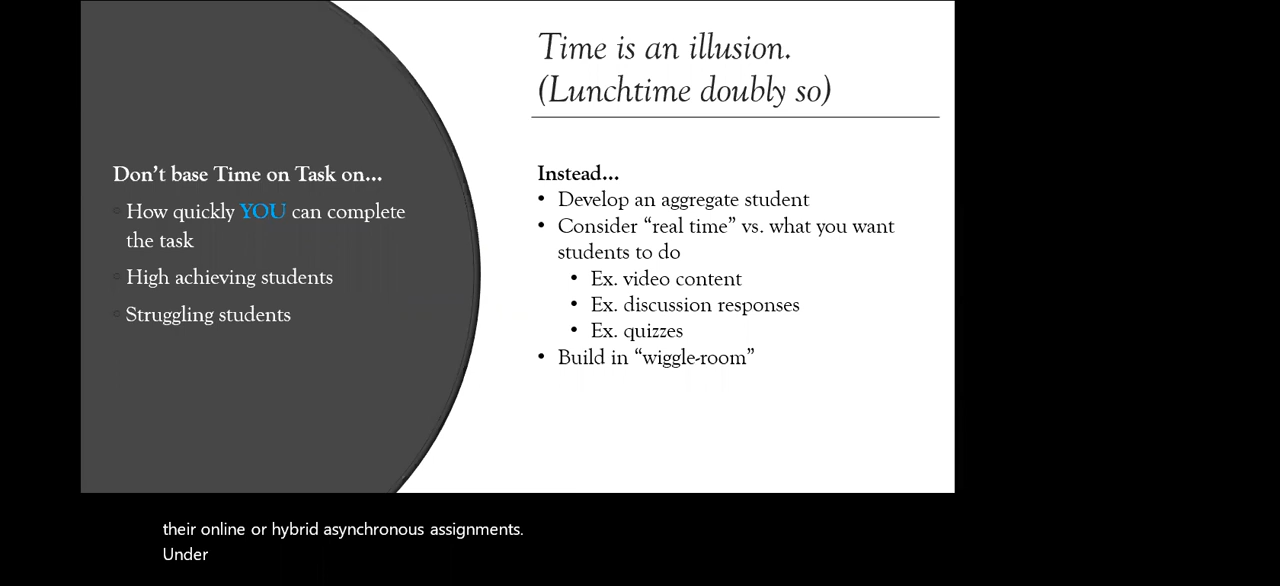 Time is an illusion.
(Lunchtime doubly so)
Don't base Time on Task on...
How quickly YOU can complete
the task
High achieving students
Struggling students
Instead...
• Develop an aggregate student
• Consider “real time” vs. what you want
students to do
• Ex. video content
• Ex. discussion responses
• Ex. quizzes
• Build in “wiggle-room”
their online or hybrid asynchronous assignments.
Under